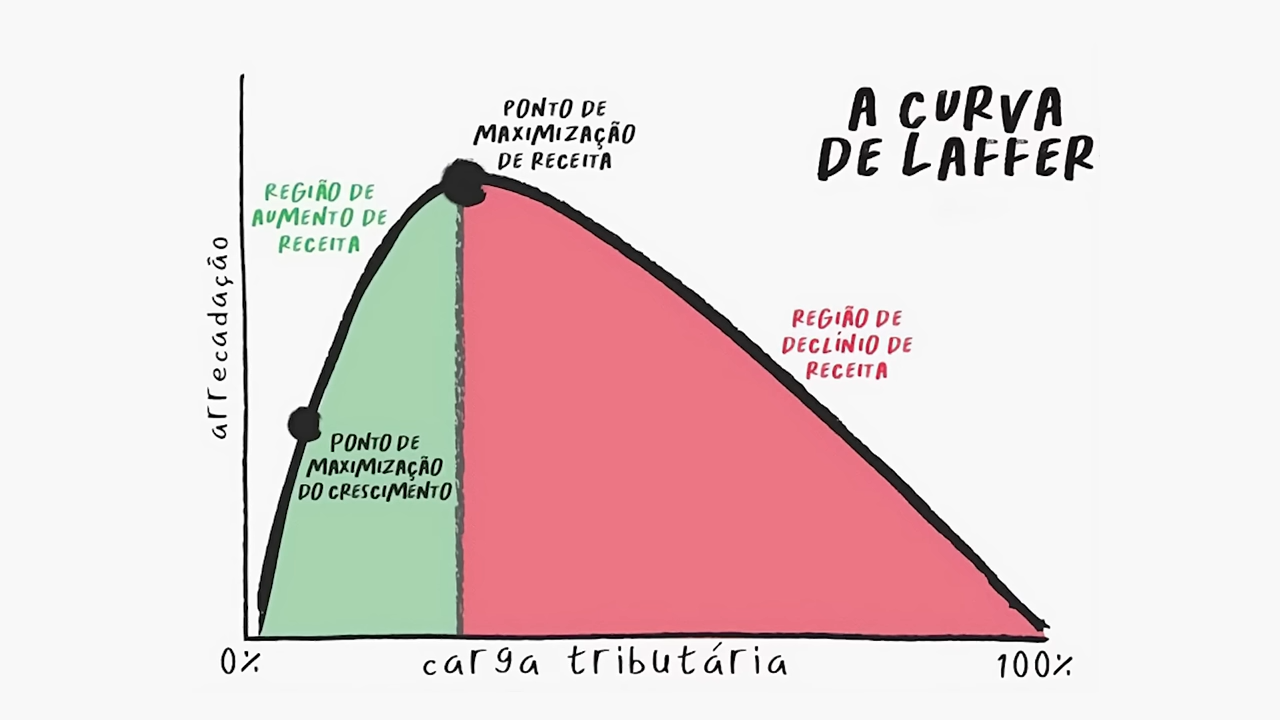 A CURVA
DE LAFFER
PONTO DE
MAXIMIZAÇÃO
DE RECEITA
REGIÃO DE
AUMENTO DE
RECEITA
arrecadação
REGIÃO DE
DECLÍNIO DE
RECEITA
PONTO DE
MAXIMIZAÇÃO
DO CRESCIMENTO
0%
carga tributária
100%